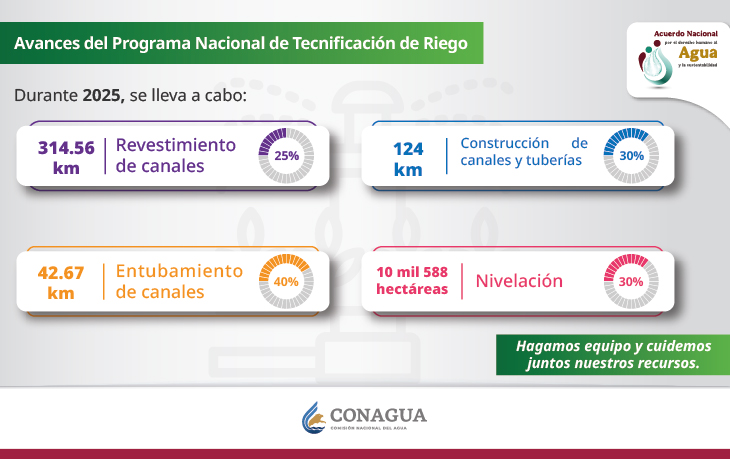 Avances del Programa Nacional de Tecnificación de Riego
Acuerdo Nacional
por el derecho humano al
Agua
y la sustentabilidad
Durante 2025, se lleva a cabo:
314.56
km
Revestimiento
de canales
25%
124
km
Construcción de
canales y tuberías
30%
42.67
km
Entubamiento
de canales
40%
10 mil 588
hectáreas
Nivelación
30%
Hagamos equipo y cuidemos
juntos nuestros recursos.
CONAGUA
COMISIÓN NACIONAL DEL AGUA